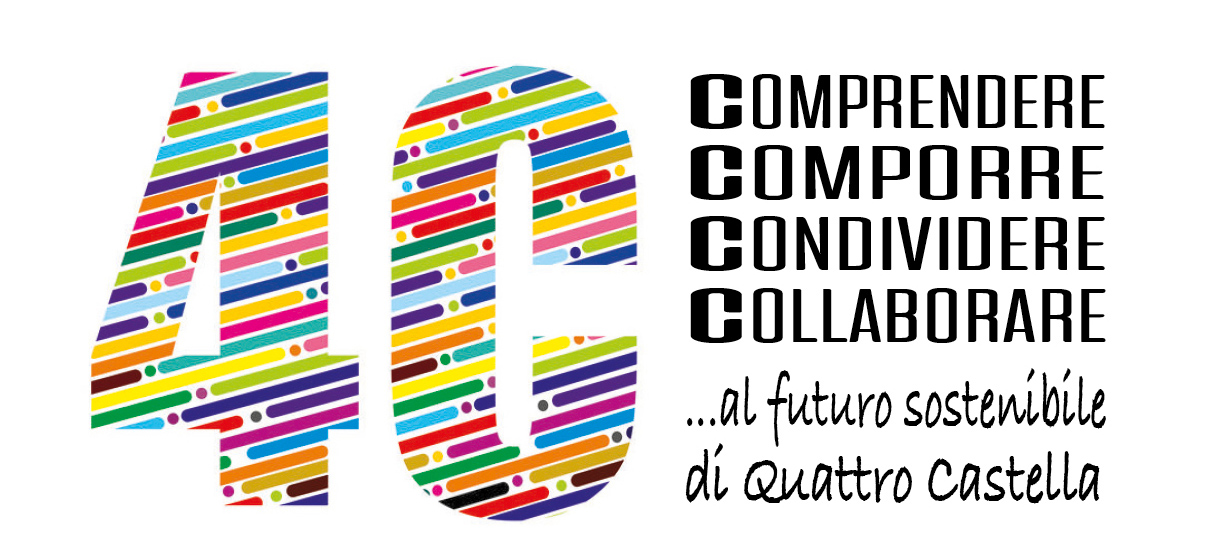 4C
COMPRENDERE
COMPORRE
CONDIVIDERE
COLLABORARE
...al futuro sostenibile
di Quattro Castella